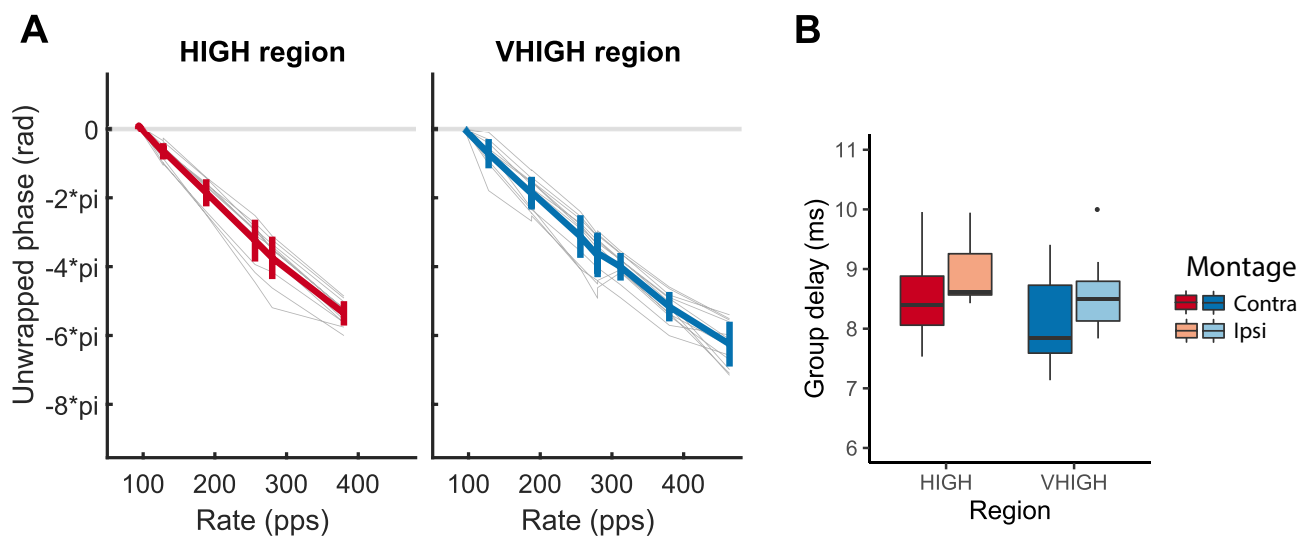 A
HIGH region
VHIGH region
Unwrapped phase (rad)
0
-2*pi
-4*pi
-6*pi
-8*pi
100 200 300 400
100 200 300 400
Rate (pps)
Rate (pps)
B
Group delay (ms)
11
10
9
8
7
6
HIGH VHIGH
Region
Montage
Contra
Ipsi